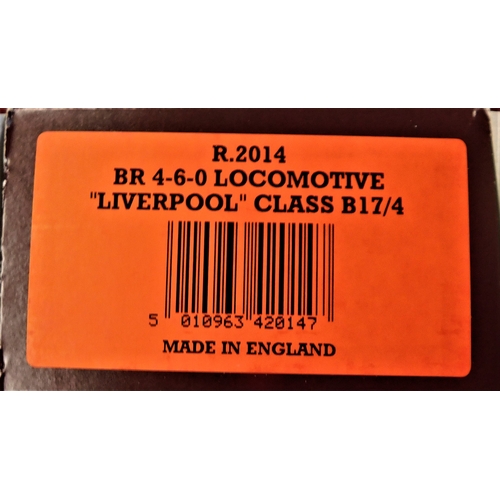 R.2014
BR 4-6-0 LOCOMOTIVE
"LIVERPOOL" CLASS B17/4
5 010963 420147
MADE IN ENGLAND